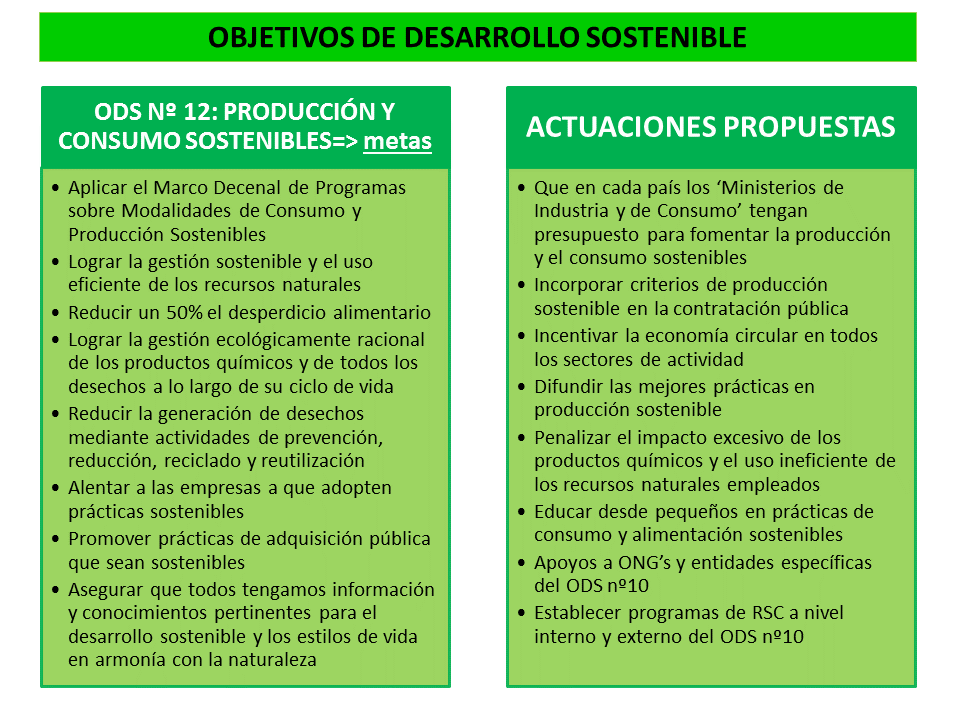 OBJETIVOS DE DESARROLLO SOSTENIBLE
ODS Nº 12: PRODUCCIÓN Y
CONSUMO SOSTENIBLES=> metas
• Aplicar el Marco Decenal de Programas
sobre Modalidades de Consumo y
Producción Sostenibles
• Lograr la gestión sostenible y el uso
eficiente de los recursos naturales
• Reducir un 50% el desperdicio alimentario
• Lograr la gestión ecológicamente racional
de los productos químicos y de todos los
desechos a lo largo de su ciclo de vida
• Reducir la generación de desechos
mediante actividades de prevención,
reducción, reciclado y reutilización
• Alentar a las empresas a que adopten
prácticas sostenibles
• Promover prácticas de adquisición pública
que sean sostenibles
• Asegurar que todos tengamos información
y conocimientos pertinentes para el
desarrollo sostenible y los estilos de vida
en armonía con la naturaleza
ACTUACIONES PROPUESTAS
• Que en cada país los ‘Ministerios de
Industria y de Consumo’ tengan
presupuesto para fomentar la producción
y el consumo sostenibles
• Incorporar criterios de producción
sostenible en la contratación pública
• Incentivar la economía circular en todos
los sectores de actividad
• Difundir las mejores prácticas en
producción sostenible
• Penalizar el impacto excesivo de los
productos químicos y el uso ineficiente de
los recursos naturales empleados
• Educar desde pequeños en prácticas de
consumo y alimentación sostenibles
• Apoyos a ONG’s y entidades específicas
del ODS nº10
• Establecer programas de RSC a nivel
interno y externo del ODS nº10